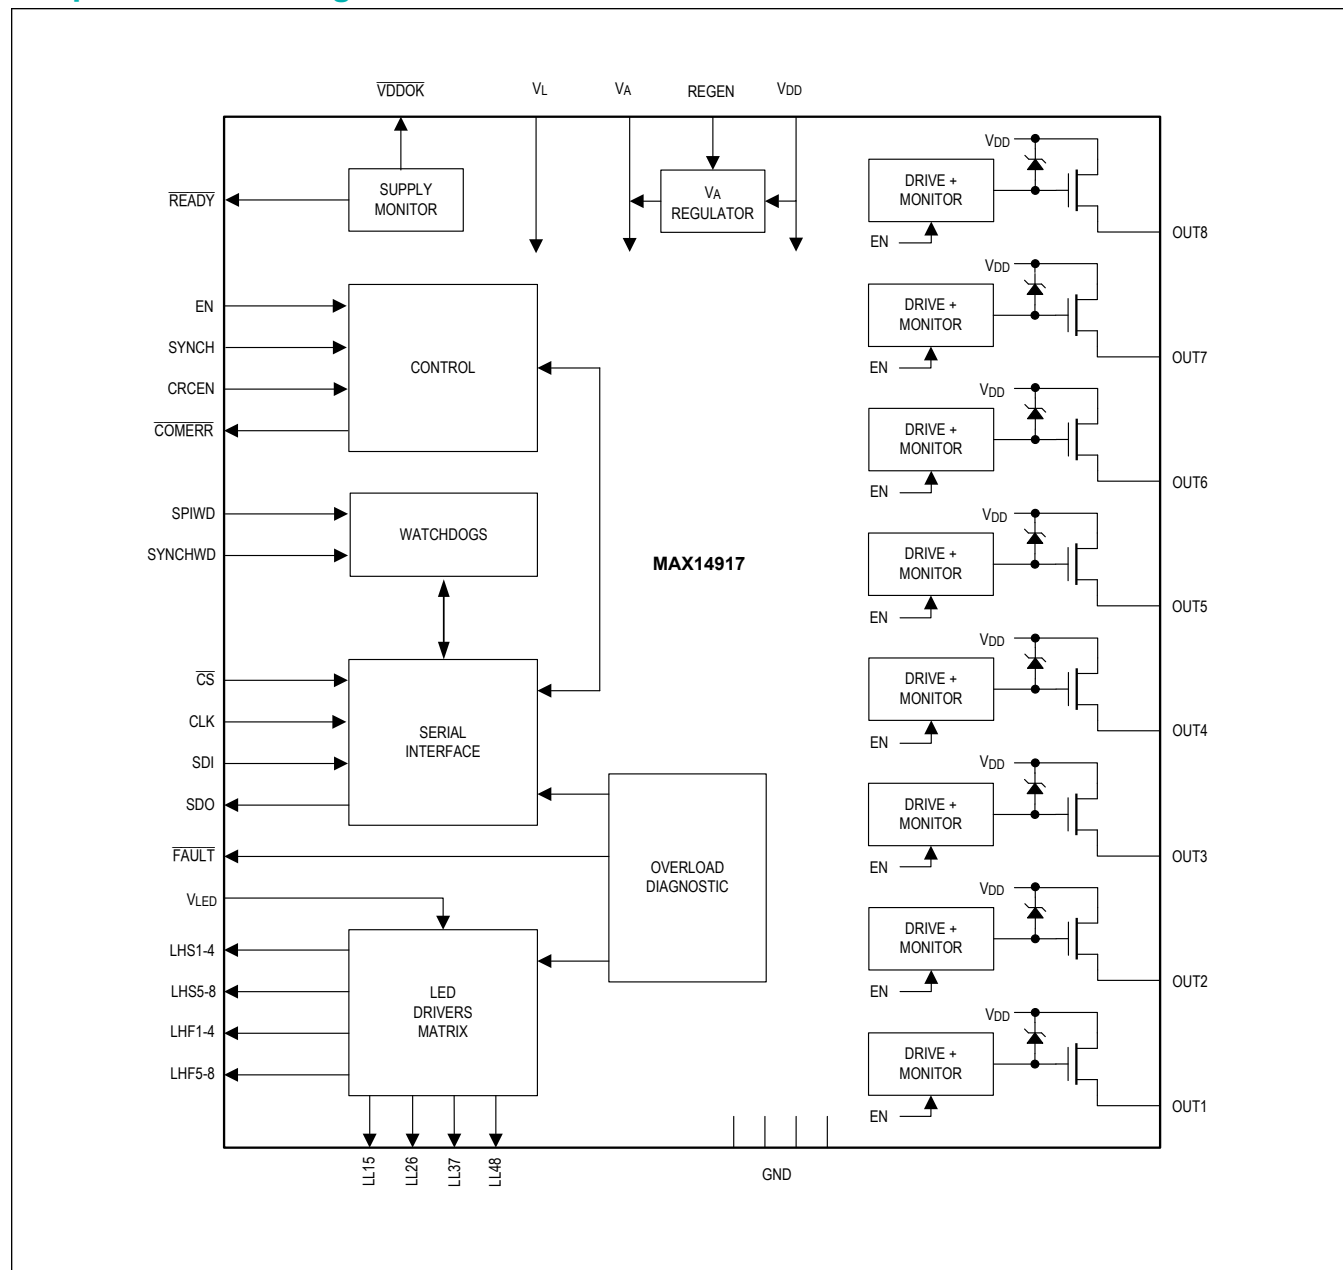 VDDOK VL VA REGEN VDD
READY
SUPPLY
MONITOR
VA
REGULATOR
EN
SYNCH
CRCEN
COMERR
CONTROL
SPIWD
SYNCHWD
WATCHDOGS
MAX14917
CS
CLK
SDI
SDO
SERIAL
INTERFACE
FAULT
OVERLOAD
DIAGNOSTIC
VLED
LHS1-4
LHS5-8
LHF1-4
LHF5-8
LED
DRIVERS
MATRIX
LL15
LL26
LL37
LL48
GND
VDD
DRIVE +
MONITOR
EN
OUT8
VDD
DRIVE +
MONITOR
EN
OUT7
VDD
DRIVE +
MONITOR
EN
OUT6
VDD
DRIVE +
MONITOR
EN
OUT5
VDD
DRIVE +
MONITOR
EN
OUT4
VDD
DRIVE +
MONITOR
EN
OUT3
VDD
DRIVE +
MONITOR
EN
OUT2
VDD
DRIVE +
MONITOR
EN
OUT1